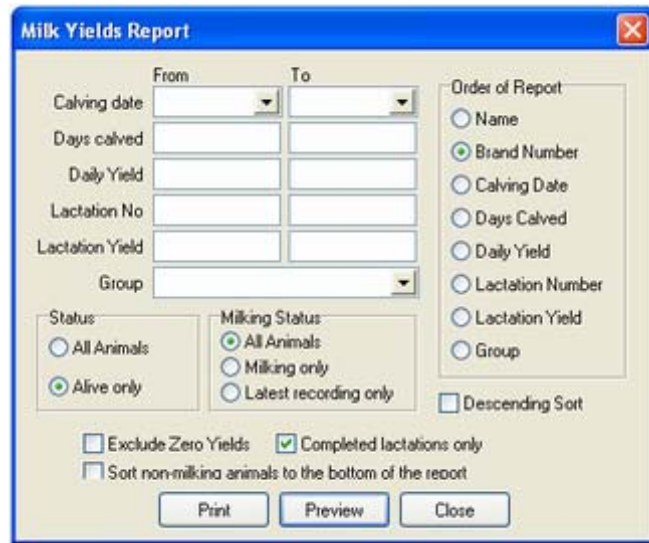 Milk Yields Report
From To
Calving date
Days calved
Daily Yield
Lactation No
Lactation Yield
Group
Order of Report
Name
Brand Number
Calving Date
Days Calved
Daily Yield
Lactation Number
Lactation Yield
Group
Status
All Animals
Alive only
Milking Status
All Animals
Milking only
Latest recording only
Descending Sort
Exclude Zero Yields Completed lactations only
Sort non-milking animals to the bottom of the report
Print Preview Close